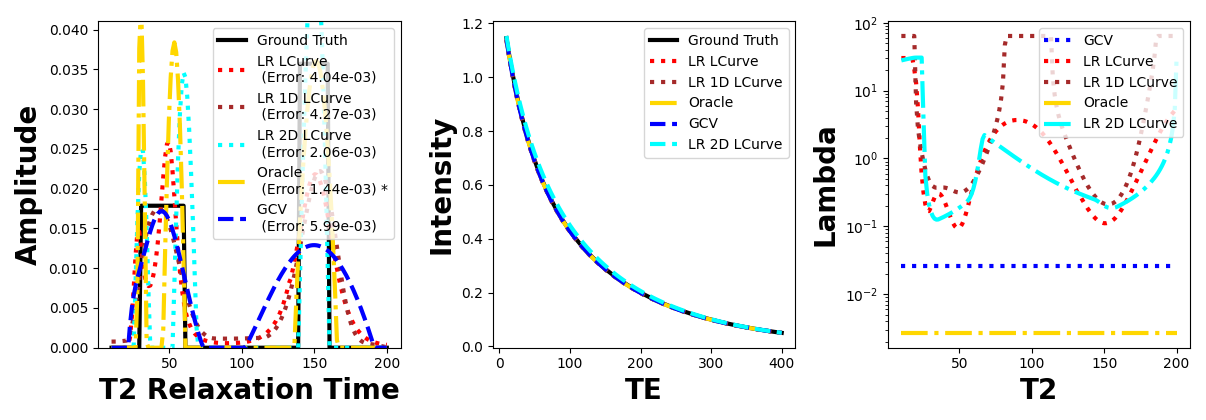 Amplitude
0.040
0.035
0.030
0.025
0.020
0.015
0.010
0.005
0.000
50
100
150
200
T2 Relaxation Time
Ground Truth
LR LCurve
(Error: 4.04e-03)
LR 1D LCurve
(Error: 4.27e-03)
LR 2D LCurve
(Error: 2.06e-03)
Oracle
(Error: 1.44e-03) *
GCV
(Error: 5.99e-03)
Intensity
1.2
1.0
0.8
0.6
0.4
0.2
0.0
0
100
200
300
400
TE
Ground Truth
LR LCurve
LR 1D LCurve
Oracle
GCV
LR 2D LCurve
Lambda
10²
10¹
10⁰
10⁻¹
10⁻²
50
100
150
200
T2
GCV
LR LCurve
LR 1D LCurve
Oracle
LR 2D LCurve